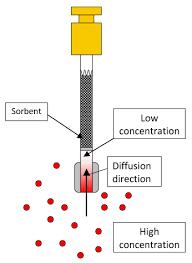 Sorbent
Low
concentration
Diffusion
direction
High
concentration